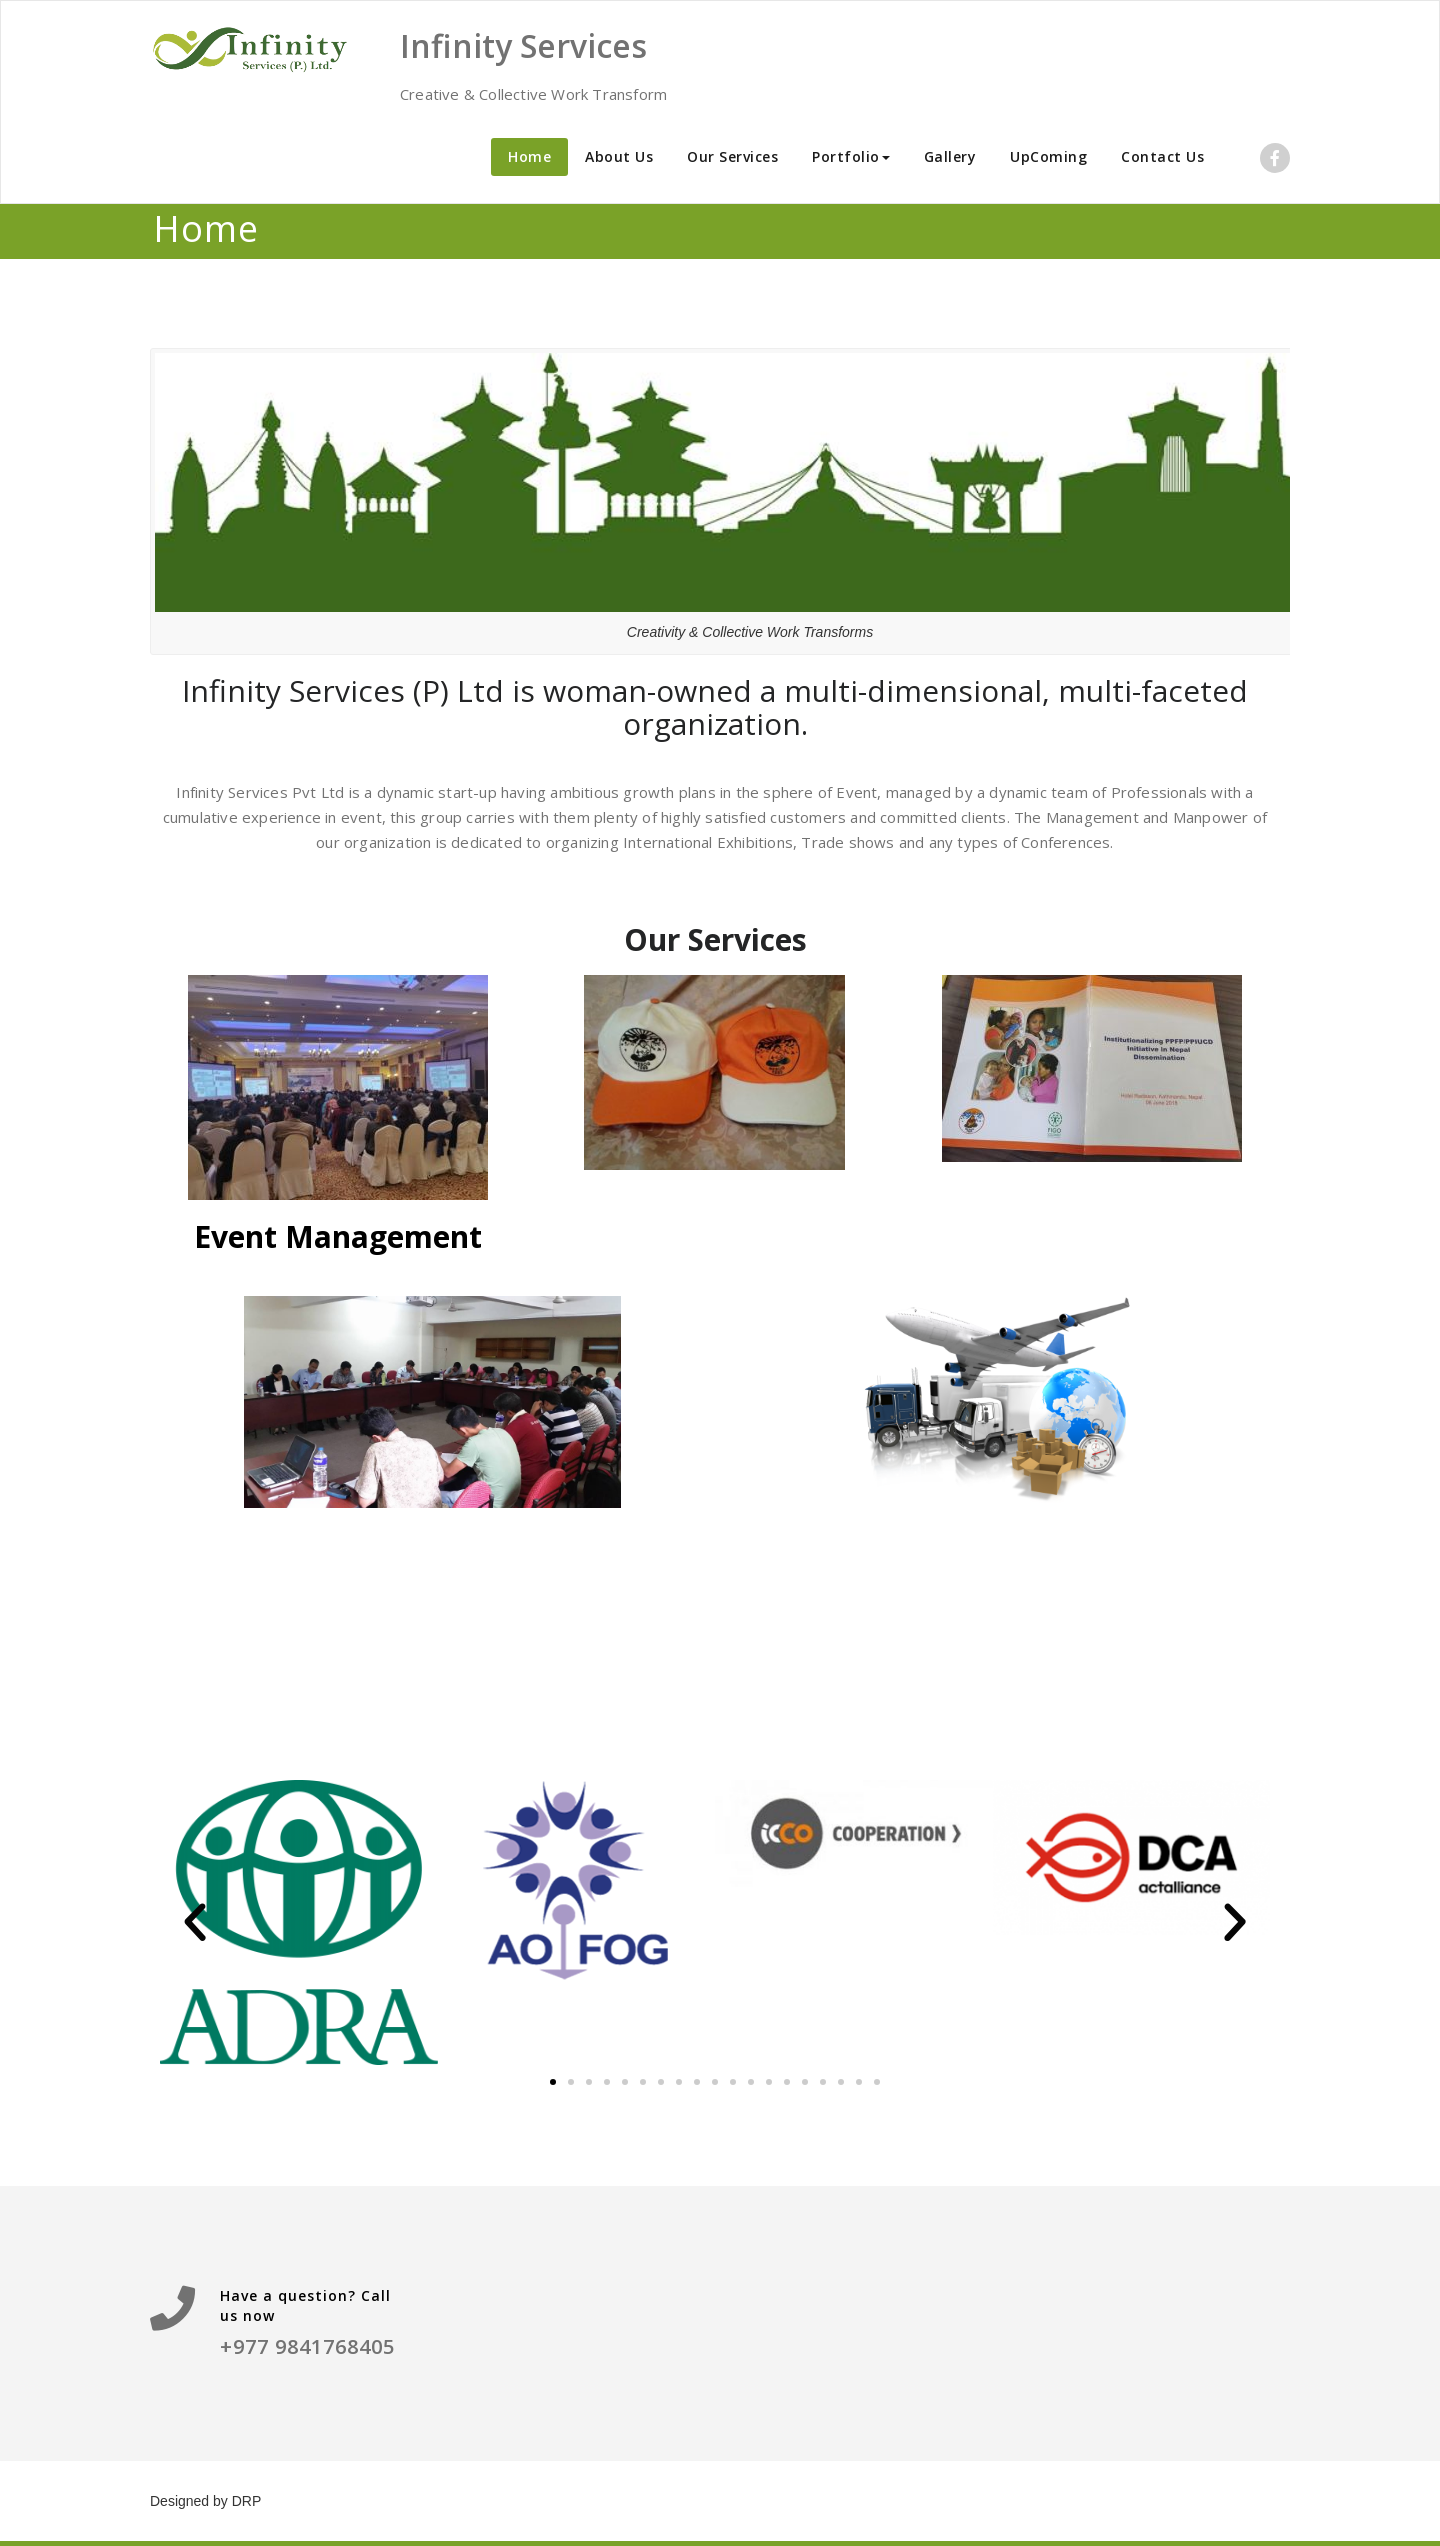 Infinity
Services (P.) Ltd.
Infinity Services
Creative & Collective Work Transform
Home
About Us
Our Services
Portfolio
Gallery
UpComing
Contact Us
Home
Creativity & Collective Work Transforms
Infinity Services (P) Ltd is woman-owned a multi-dimensional, multi-faceted
organization.
Infinity Services Pvt Ltd is a dynamic start-up having ambitious growth plans in the sphere of Event, managed by a dynamic team of Professionals with a
cumulative experience in event, this group carries with them plenty of highly satisfied customers and committed clients. The Management and Manpower of
our organization is dedicated to organizing International Exhibitions, Trade shows and any types of Conferences.
Our Services
Institutionalizing PPFP/PPIUCD
Initiative in Nepal
Dissemination
Hotel Radisson, Kathmandu, Nepal
FIGO
Event Management
ADRA
AOFOG
icco
COOPERATION
DCA
actalliance
Have a question? Call
us now
+977 9841768405
Designed by DRP